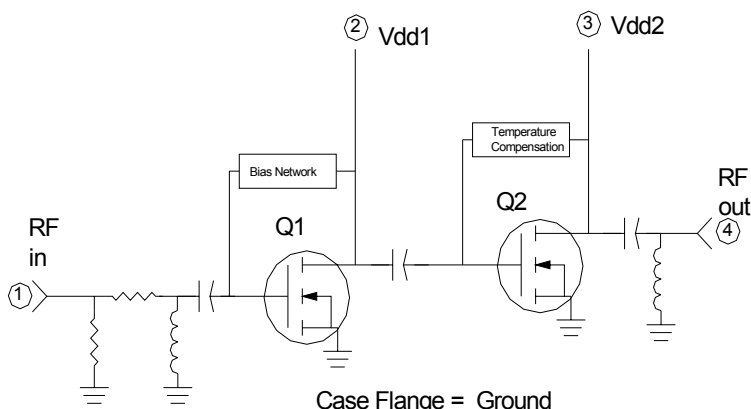 2 Vdd1
3 Vdd2
Temperature
Compensation
Bias Network
RF
out
4
Q2
Q1
RF
in
1
Case Flange = Ground